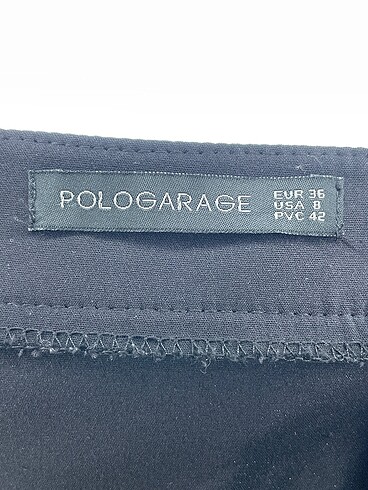 POLOGARAGE
EUR 36
USA 8
PVC 42